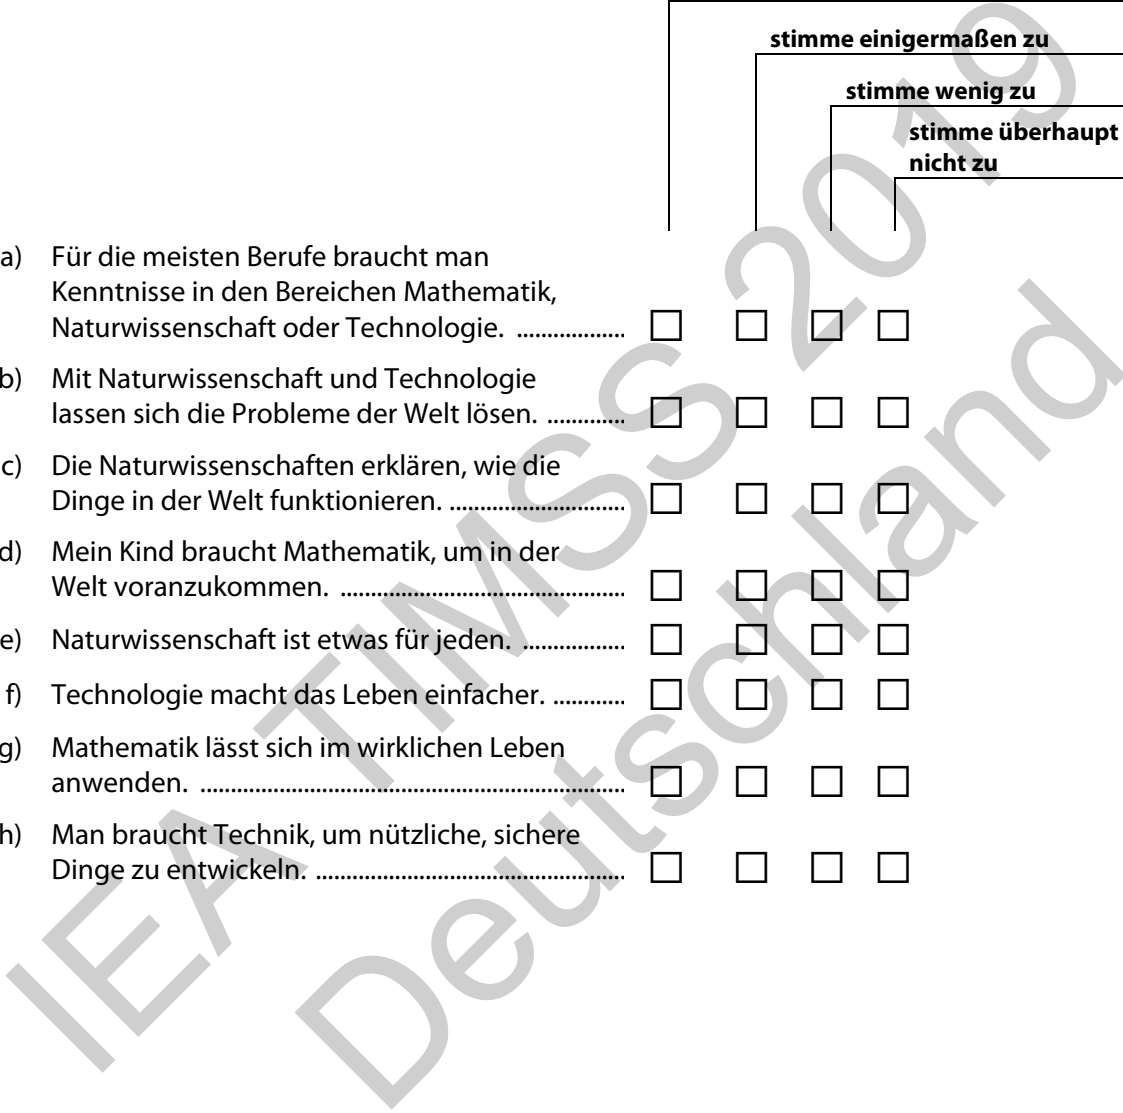 stimme einigermaßen zu
stimme wenig zu
stimme überhaupt
nicht zu
a) Für die meisten Berufe braucht man
Kenntnisse in den Bereichen Mathematik,
Naturwissenschaft oder Technologie. ..................
b) Mit Naturwissenschaft und Technologie
lassen sich die Probleme der Welt lösen. .............
c) Die Naturwissenschaften erklären, wie die
Dinge in der Welt funktionieren. .............................
d) Mein Kind braucht Mathematik, um in der
Welt voranzukommen. ...............................................
e) Naturwissenschaft ist etwas für jeden. .................
f) Technologie macht das Leben einfacher. ............
g) Mathematik lässt sich im wirklichen Leben
anwenden. ......................................................................
h) Man braucht Technik, um nützliche, sichere
Dinge zu entwickeln. ...................................................
IEA TIMSS 2019
Deutschland